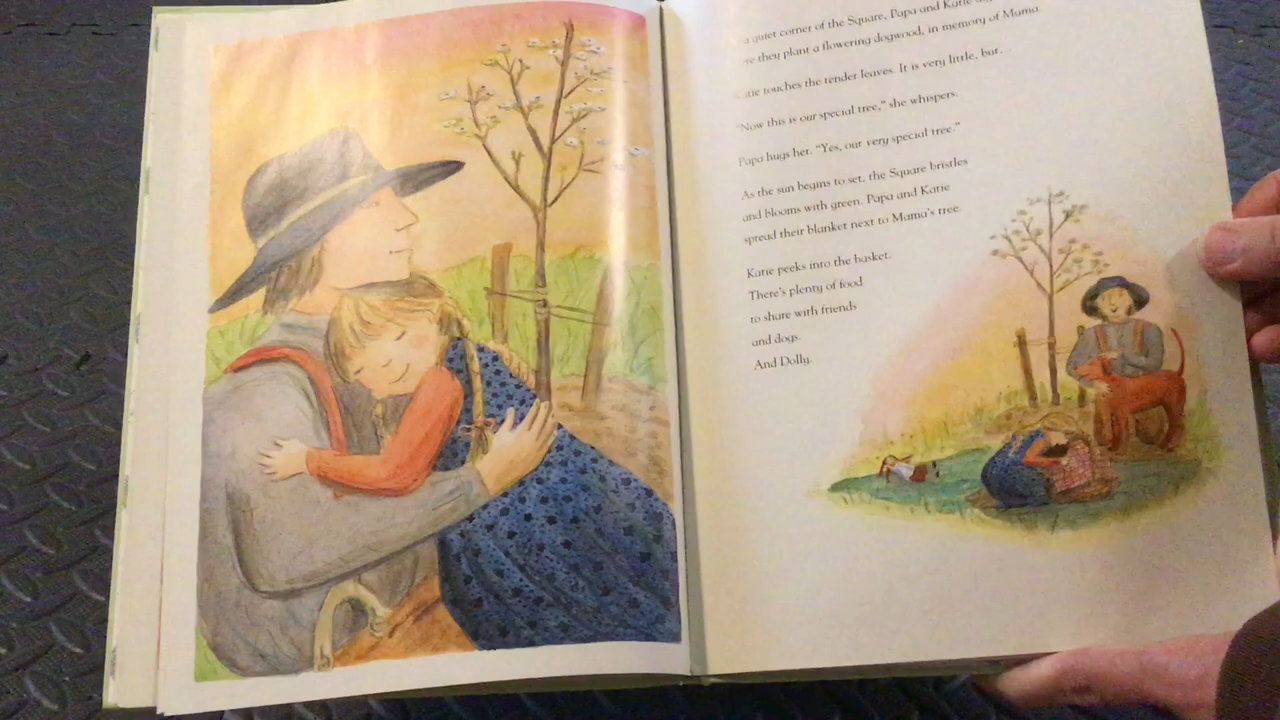 quiet corner of the Square, Papa and Katie
they plant a flowering dogwood, in memory of Mama.
touches the tender leaves. It is very little, but.
"Now this is our special tree," she whispers.
Papa hugs her. "Yes, our very special tree."
As the sun begins to set, the Square bristles
and blooms with green. Papa and Katie
spread their blanket next to Mama's tree.
Katie peeks into the basket.
There's plenty of food
to share with friends
and dogs.
And Dolly.